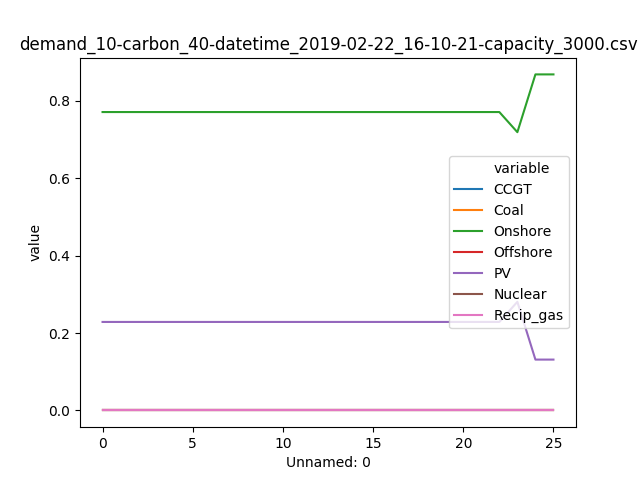 demand_10-carbon_40-datetime_2019-02-22_16-10-21-capacity_3000.csv
0.8
0.6
0.4
0.2
0.0
value
variable
CCGT
Coal
Onshore
Offshore
PV
Nuclear
Recip_gas
0 5 10 15 20 25
Unnamed: 0